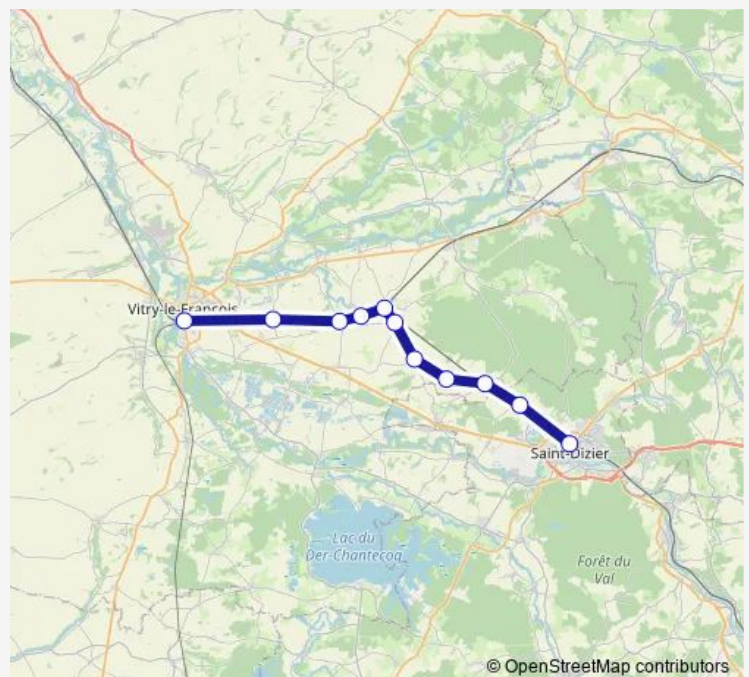 Vitry-le-François
Saint-Dizier
Lac du
Der-Chantecoq
Forêt du
Val
© OpenStreetMap contributors